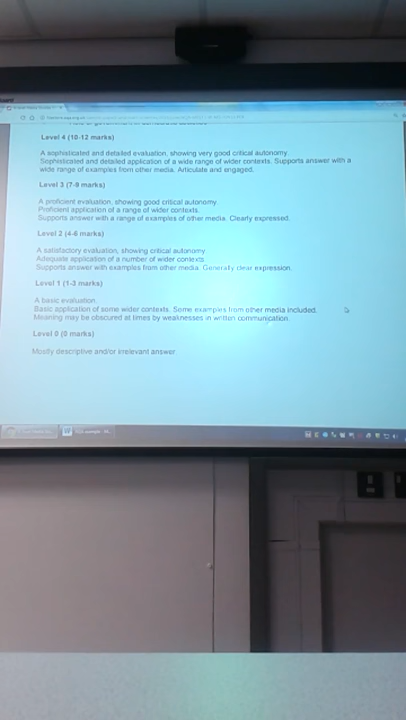 Level 4 (10-12 marks)
A sophisticated and detailed evaluation, showing very good critical autonomy.
Sophisticated and detailed application of a wide range of wider contexts. Supports answer with a
wide range of examples from other media. Articulate and engaged.
Level 3 (7-9 marks)
A proficient evaluation, showing good critical autonomy.
Proficient application of a range of wider contexts.
Supports answer with a range of examples of other media. Clearly expressed.
Level 2 (4-6 marks)
A satisfactory evaluation, showing critical autonomy
Adequate application of a number of wider contexts
Supports answer with examples from other media. Generally clear expression.
Level 1 (1-3 marks)
A basic evaluation.
Basic application of some wider contexts. Some examples from other media included.
Meaning may be obscured at times by weaknesses in written communication.
Level 0 (0 marks)
Mostly descriptive and/or irrelevant answer